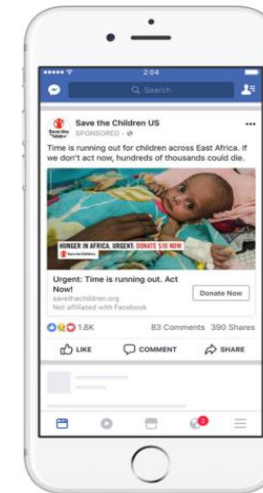 2:04
Search
Save the Children US
SPONSORED
Time is running out for children across East Africa. If
we don't act now, hundreds of thousands could die.
HUNGER IN AFRICA. URGENT: DONATE $10 NOW
Save the Children
Urgent: Time is running out. Act
Now!
savethechildren.org
Not affiliated with Facebook
Donate Now
1.8K
83 Comments 390 Shares
LIKE COMMENT SHARE
2